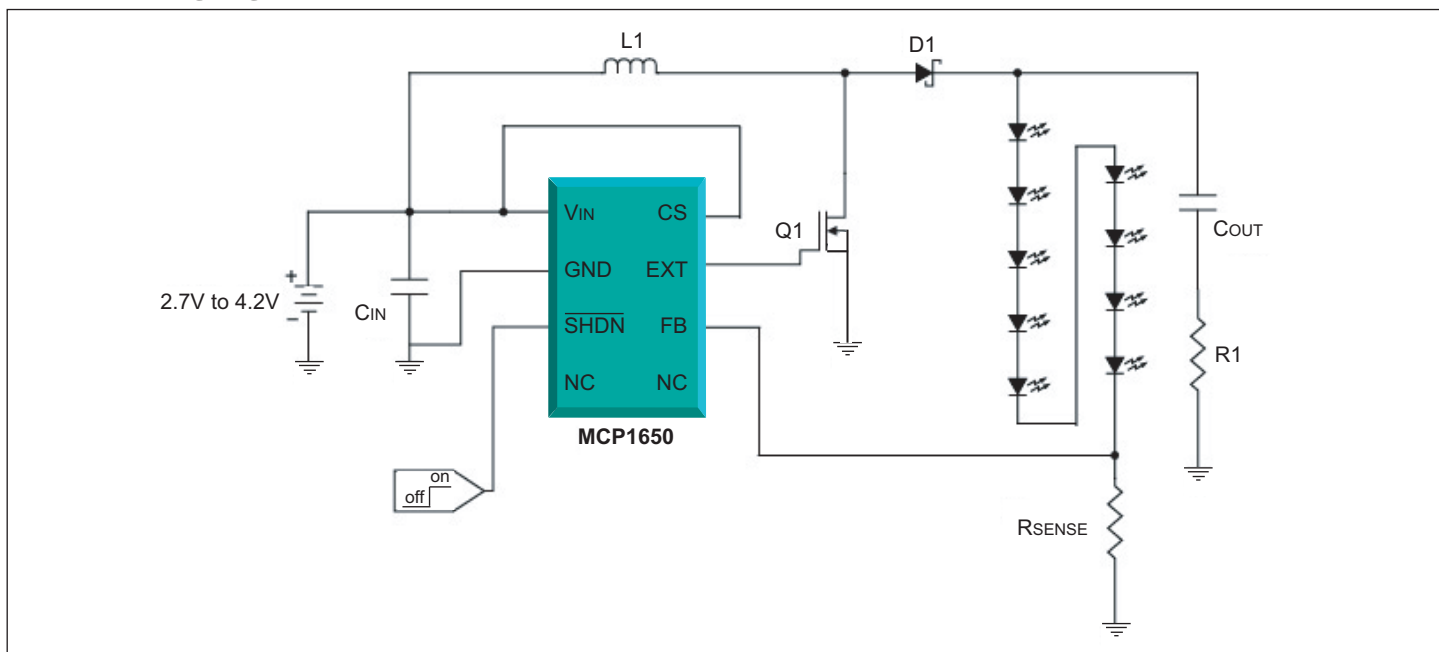 L1
D1
VIN
CS
Q1
COUT
GND
EXT
+
2.7V to 4.2V
–
CIN
SHDN
FB
R1
NC
NC
MCP1650
on
off
RSENSE